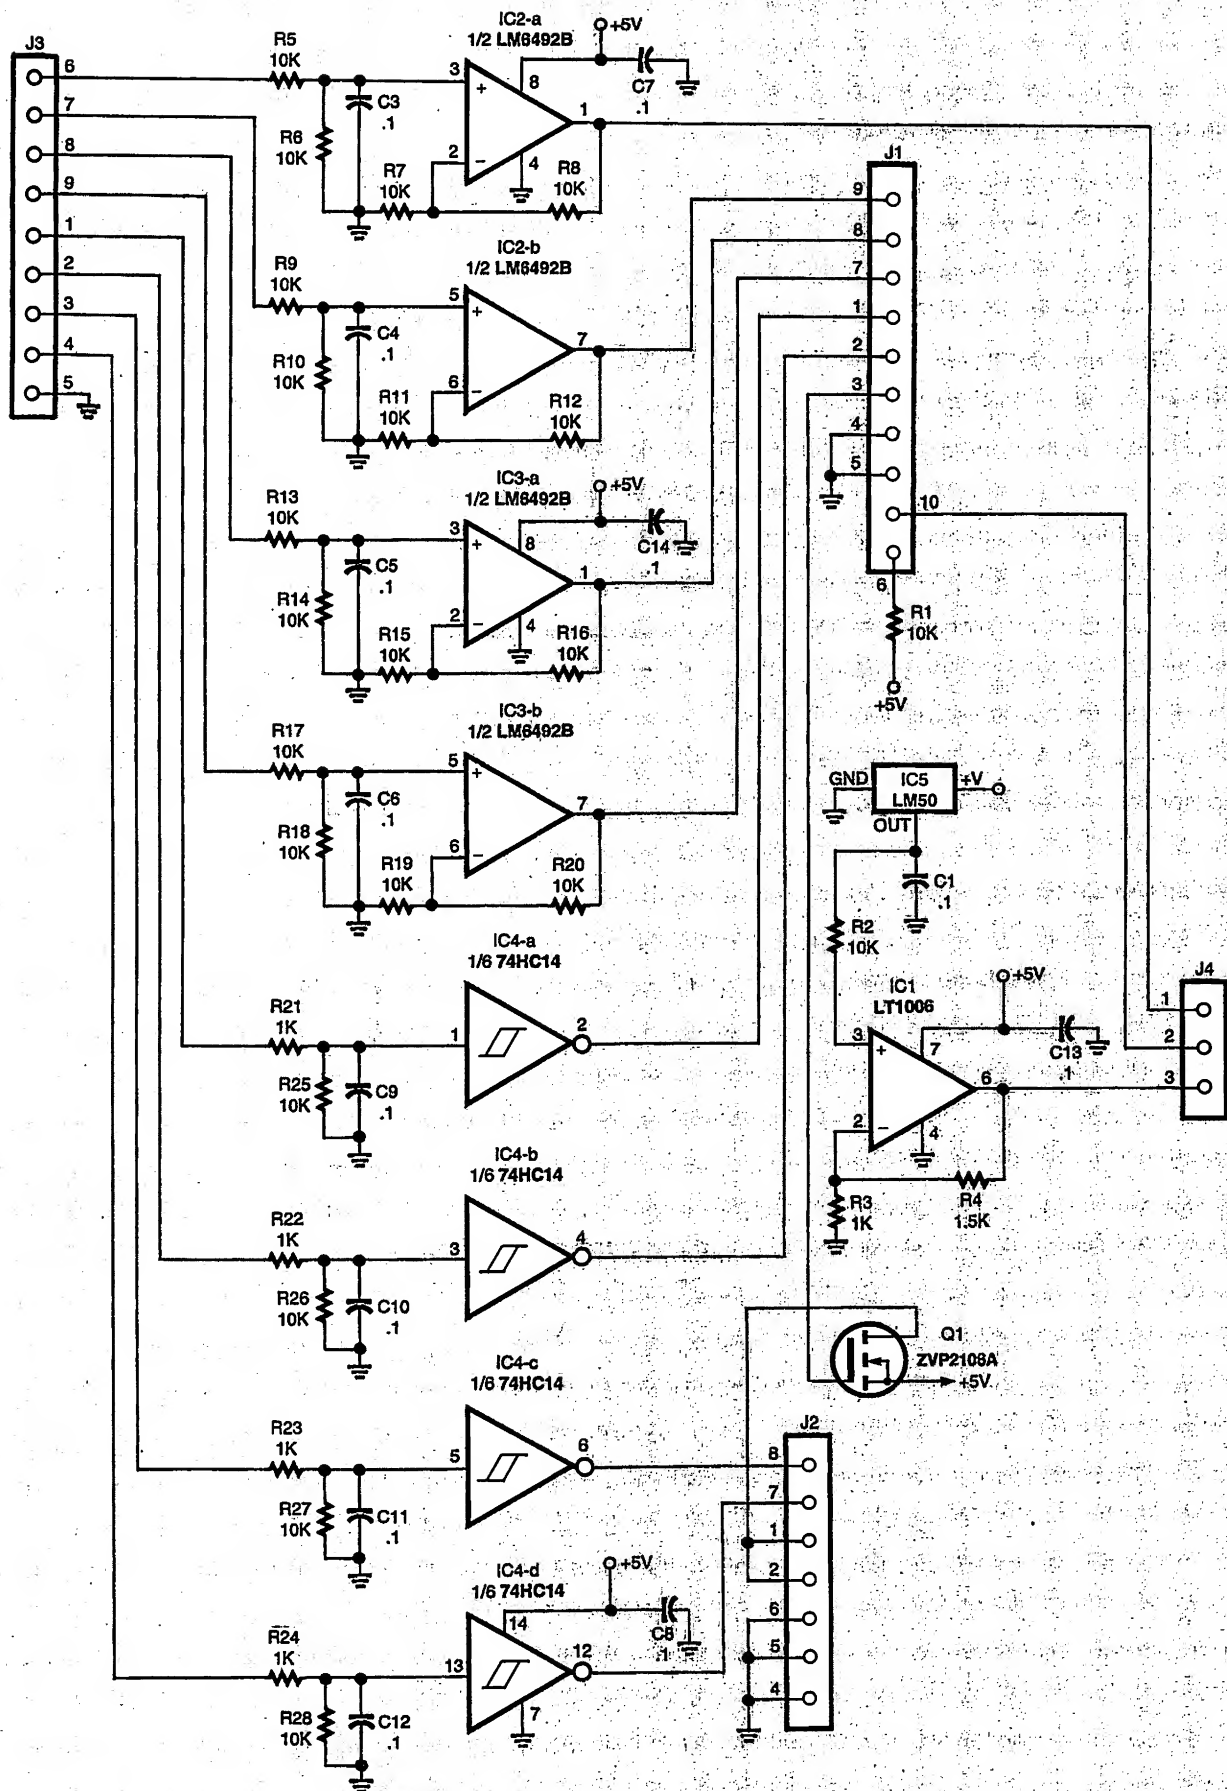 J3
6
7
8
9
1
2
3
4
5
R5
10K
R6
10K
C3
.1
R7
10K
R8
10K
IC2-a
1/2 LM6492B
3
+
2
−
8
4
1
+5V
C7
.1
R9
10K
R10
10K
C4
.1
R11
10K
R12
10K
IC2-b
1/2 LM6492B
5
+
6
−
7
R13
10K
R14
10K
C5
.1
R15
10K
R16
10K
IC3-a
1/2 LM6492B
3
+
2
−
8
4
1
+5V
C14
.1
R17
10K
R18
10K
C6
.1
R19
10K
R20
10K
IC3-b
1/2 LM6492B
5
+
6
−
7
R21
1K
R25
10K
C9
.1
IC4-a
1/6 74HC14
1
2
R22
1K
R26
10K
C10
.1
IC4-b
1/6 74HC14
3
4
R23
1K
R27
10K
C11
.1
IC4-c
1/6 74HC14
5
6
R24
1K
R28
10K
C12
.1
IC4-d
1/6 74HC14
13
14
7
12
+5V
C8
.1
J1
9
8
7
1
2
3
4
5
10
6
R1
10K
+5V
GND
IC5
LM50
+V
OUT
C1
.1
R2
10K
IC1
LT1006
3
+
2
−
7
4
6
+5V
C13
.1
R3
1K
R4
1.5K
J4
1
2
3
Q1
ZVP2106A
+5V
J2
8
7
1
2
6
5
4